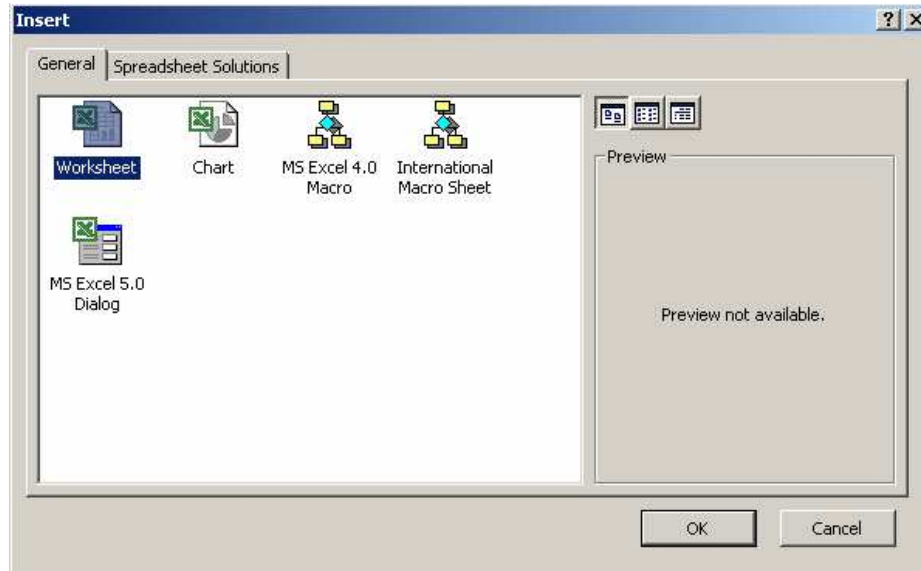 Insert
General
Spreadsheet Solutions
Worksheet
Chart
MS Excel 4.0
Macro
International
Macro Sheet
MS Excel 5.0
Dialog
Preview
Preview not available.
OK
Cancel